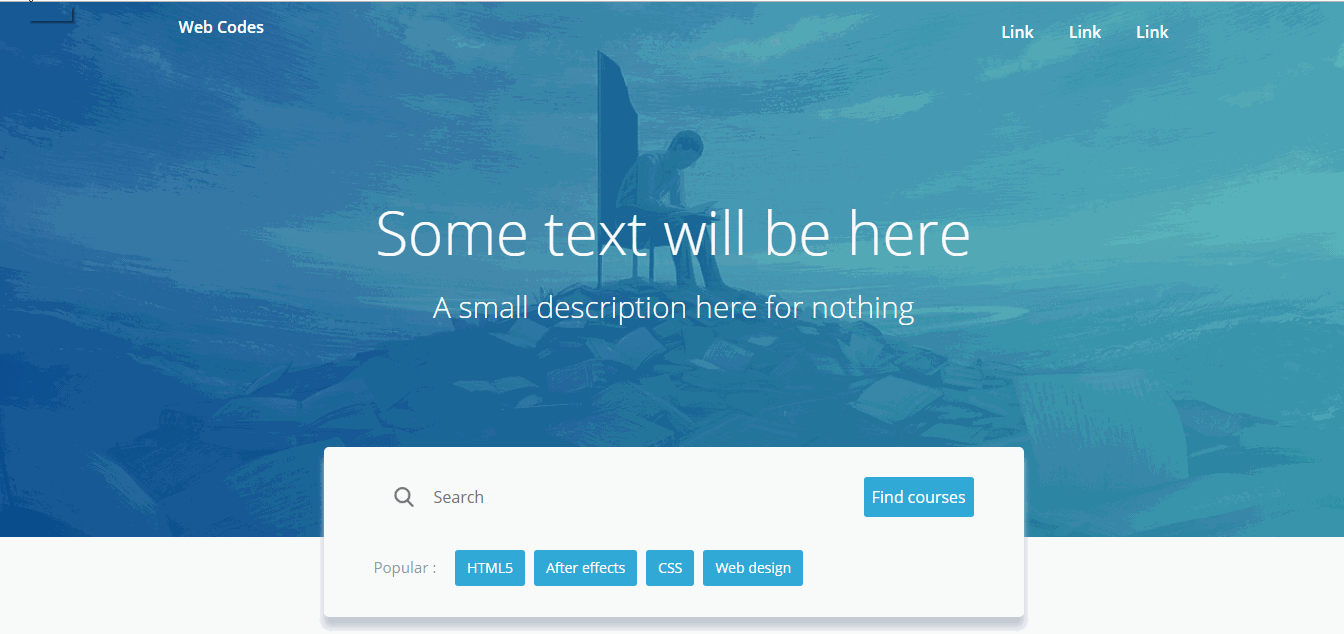 Web Codes
Link Link Link
Some text will be here
A small description here for nothing
Search
Find courses
Popular : HTML5 After effects CSS Web design